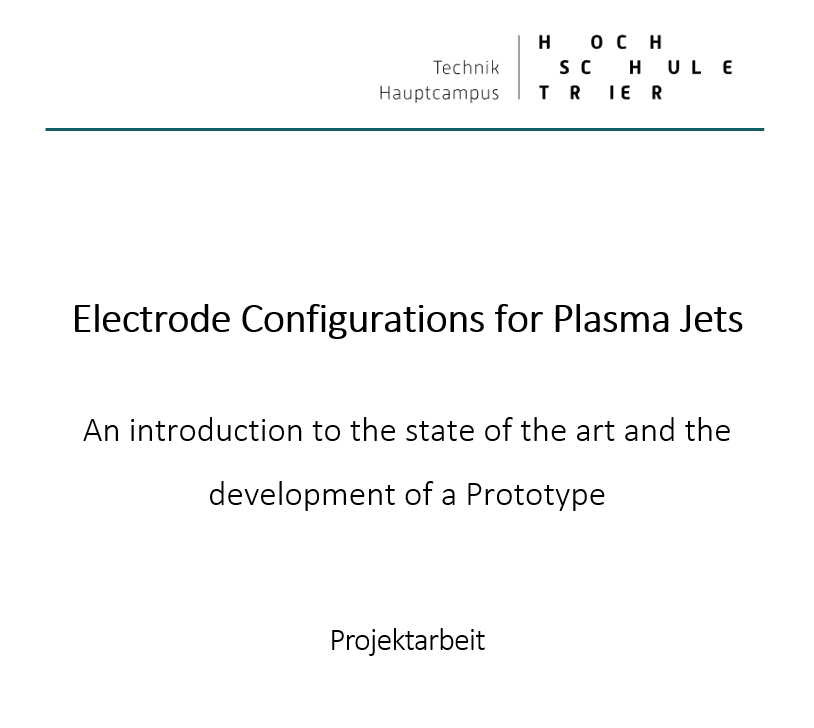 Technik
Hauptcampus
HOCH
SCHULE
TRIER
Electrode Configurations for Plasma Jets
An introduction to the state of the art and the
development of a Prototype
Projektarbeit